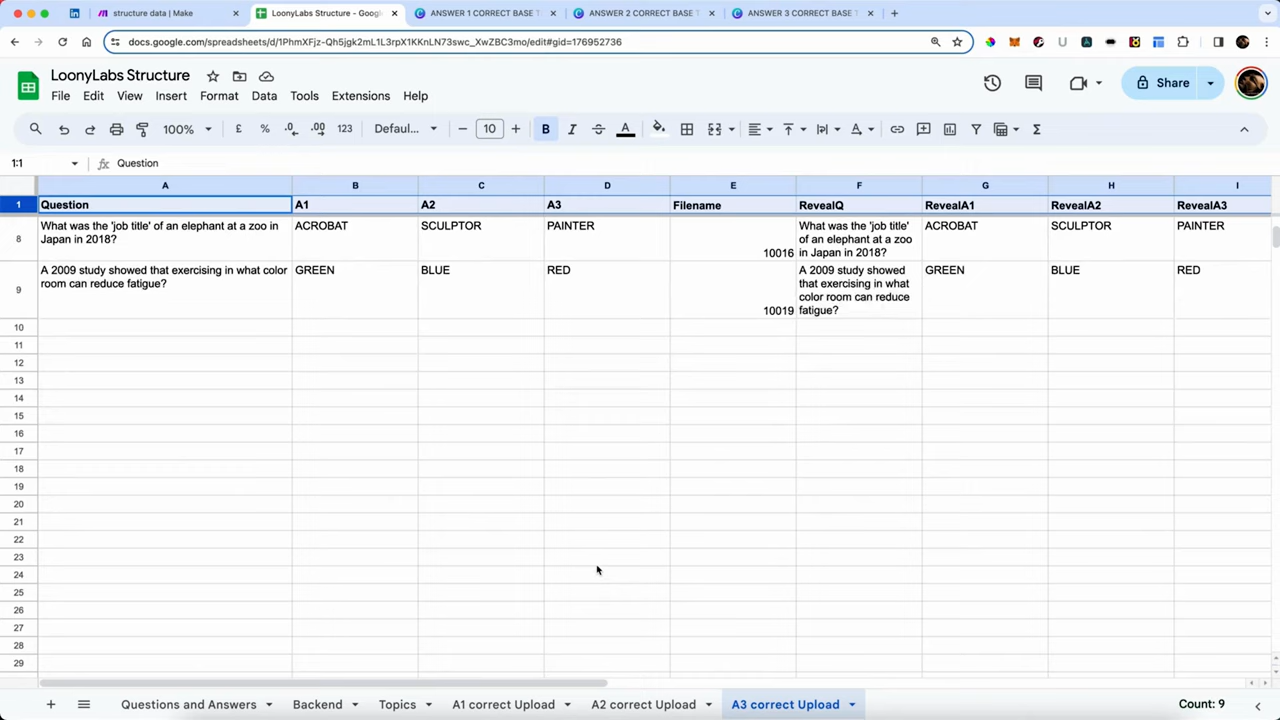 structure data | Make
LoonyLabs Structure - Goog
ANSWER 1 CORRECT BASE T
ANSWER 2 CORRECT BASE T
ANSWER 3 CORRECT BASE T
docs.google.com/spreadsheets/d/1PhmXFjz-Qh5jgk2mL1L3rpX1KKnLN73swc_XwZBC3mo/edit#gid=176952736
LoonyLabs Structure
Share
File Edit View Insert Format Data Tools Extensions Help
100% £ % .0 .00 123 Defaul... 10 B I S A Σ
1:1 fx Question
A B C D E F G H I
1 Question A1 A2 A3 Filename RevealQ RevealA1 RevealA2 RevealA3
8 What was the 'job title' of an elephant at a zoo in
Japan in 2018?
ACROBAT SCULPTOR PAINTER 10016
What was the 'job title'
of an elephant at a zoo
in Japan in 2018?
ACROBAT SCULPTOR PAINTER
9 A 2009 study showed that exercising in what color
room can reduce fatigue?
GREEN BLUE RED 10019
A 2009 study showed
that exercising in what
color room can reduce
fatigue?
GREEN BLUE RED
10
11
12
13
14
15
16
17
18
19
20
21
22
23
24
25
26
27
28
29
Questions and Answers Backend Topics A1 correct Upload A2 correct Upload A3 correct Upload Count: 9